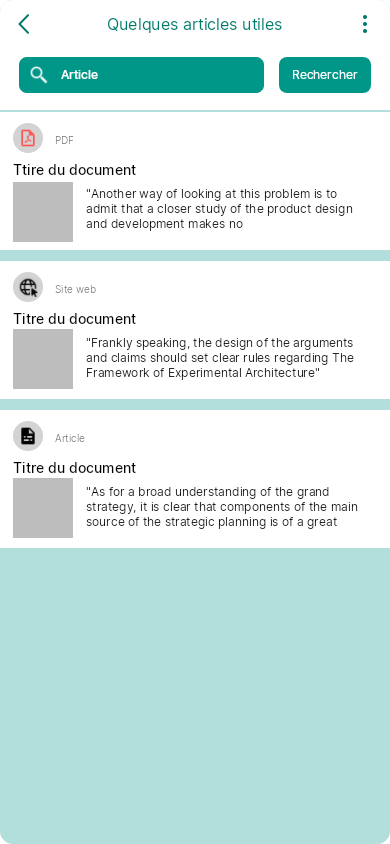 Quelques articles utiles
Article
Rechercher
PDF
Ttire du document
"Another way of looking at this problem is to
admit that a closer study of the product design
and development makes no
Site web
Titre du document
"Frankly speaking, the design of the arguments
and claims should set clear rules regarding The
Framework of Experimental Architecture"
Article
Titre du document
"As for a broad understanding of the grand
strategy, it is clear that components of the main
source of the strategic planning is of a great